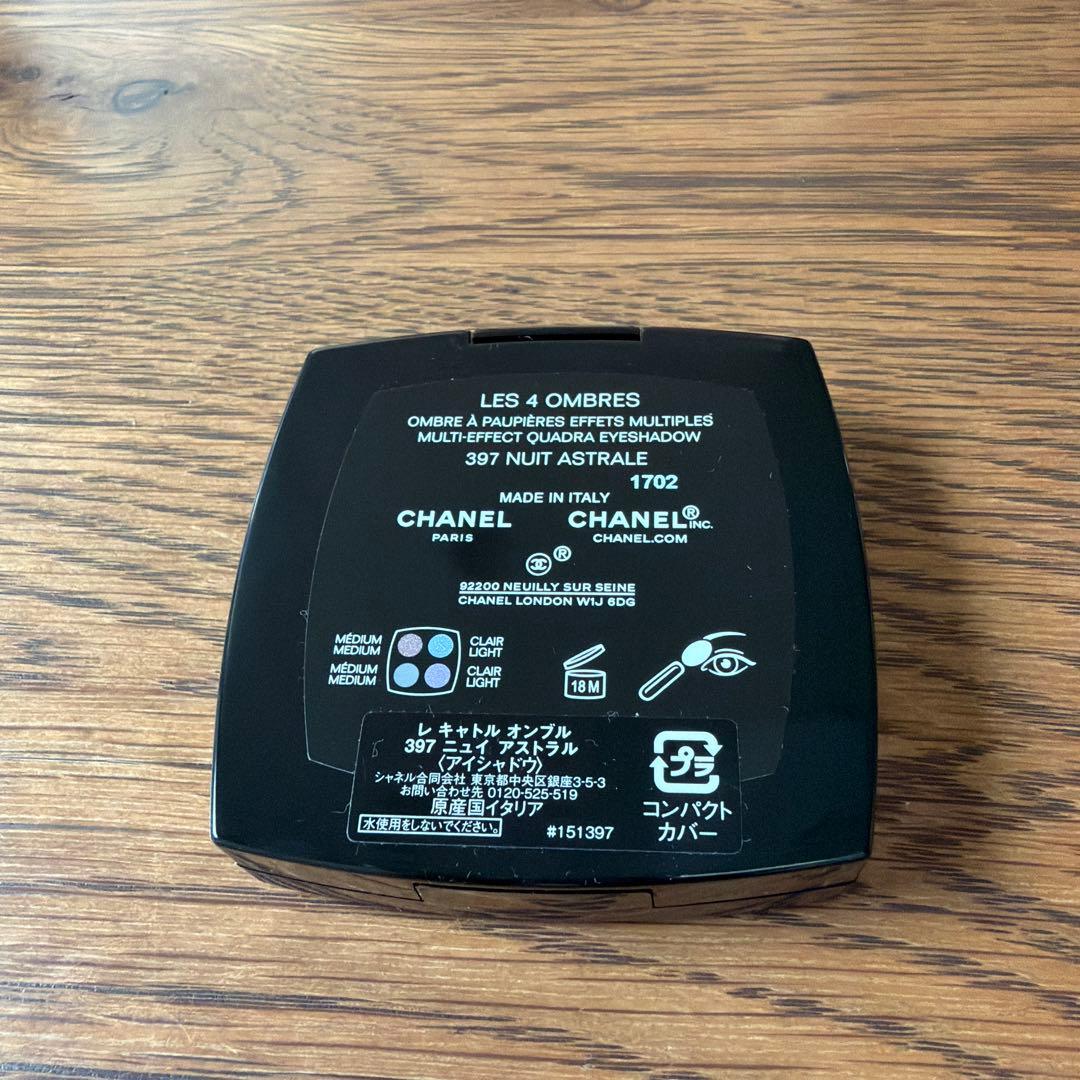 LES 4 OMBRES
OMBRE À PAUPIÈRES EFFETS MULTIPLES
MULTI-EFFECT QUADRA EYESHADOW
397 NUIT ASTRALE
1702
MADE IN ITALY
CHANEL CHANEL® INC.
PARIS CHANEL.COM
®
92200 NEUILLY SUR SEINE
CHANEL LONDON W1J 6DG
MÉDIUM CLAIR
MEDIUM LIGHT
MÉDIUM CLAIR
MEDIUM LIGHT
18 M
レ キャトル オンブル
397 ニュイ アストラル
〈アイシャドウ〉
シャネル合同会社 東京都中央区銀座3-5-3
お問い合わせ先 0120-525-519
原産国イタリア
水使用をしないでください。
#151397
プラ
コンパクト
カバー